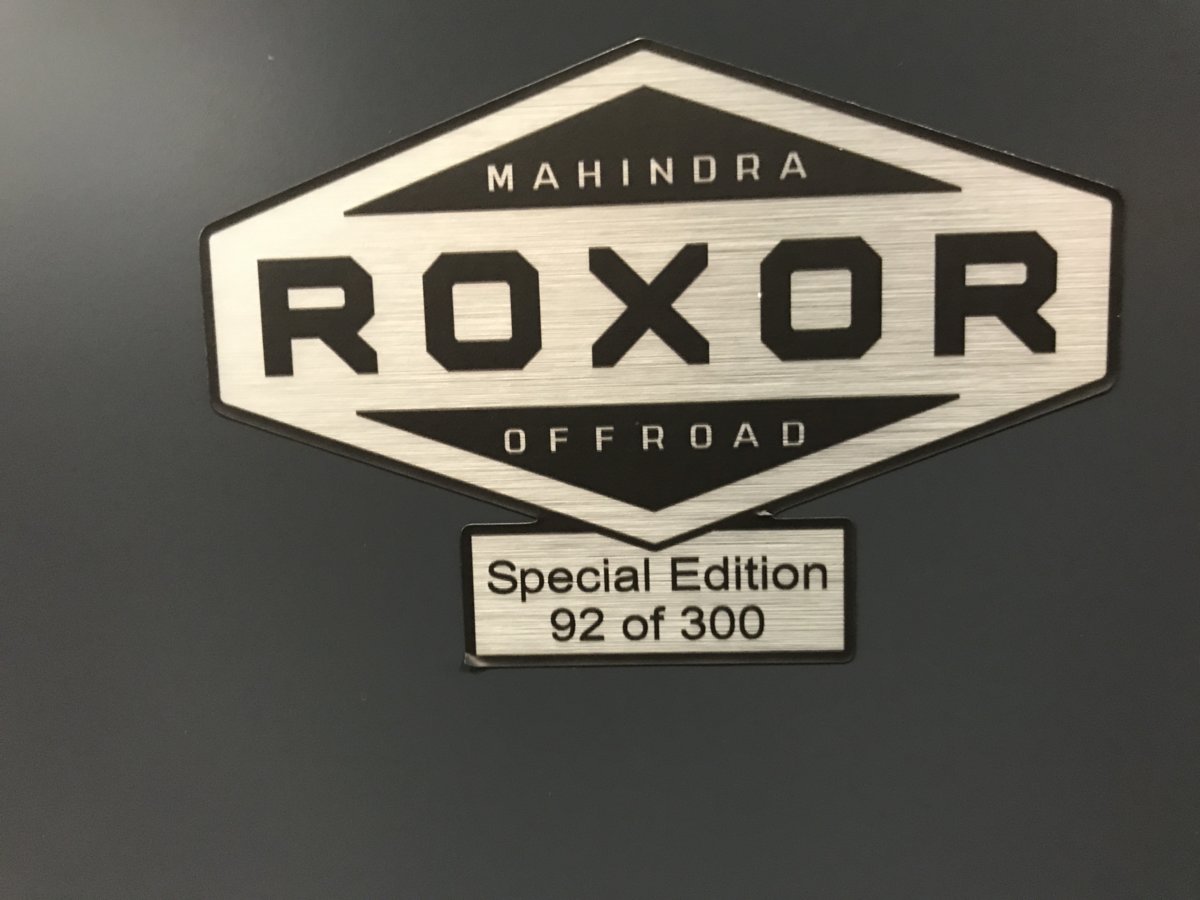 MAHINDRA
ROXOR
OFFROAD
Special Edition
92 of 300